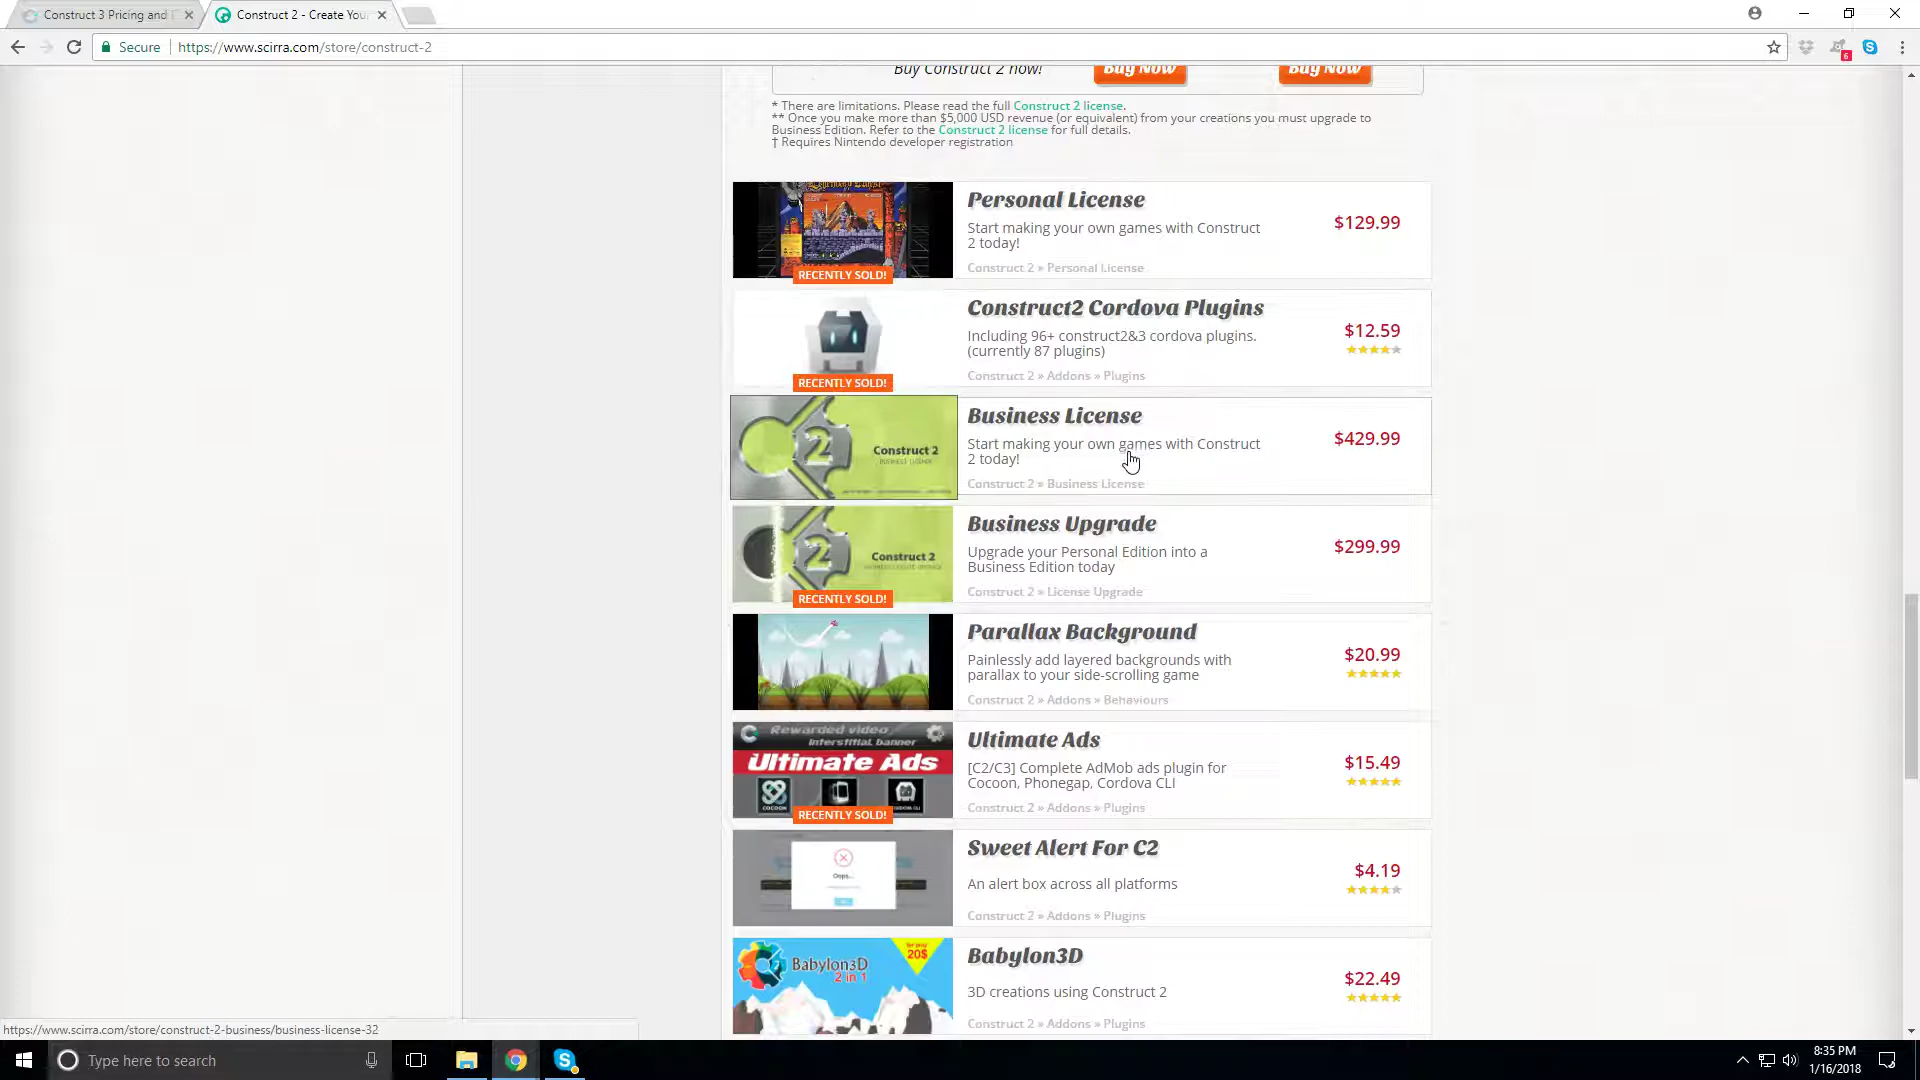 Construct 3 Pricing and
Construct 2 - Create You
Secure
https://www.scirra.com/store/construct-2
6
Buy Construct 2 now!
Buy Now
Buy Now
* There are limitations. Please read the full Construct 2 license.
** Once you make more than $5,000 USD revenue (or equivalent) from your creations you must upgrade to
Business Edition. Refer to the Construct 2 license for full details.
† Requires Nintendo developer registration
Personal License
Start making your own games with Construct
2 today!
Construct 2 » Personal License
$129.99
RECENTLY SOLD!
Construct2 Cordova Plugins
Including 96+ construct2&3 cordova plugins.
(currently 87 plugins)
Construct 2 » Addons » Plugins
$12.59
RECENTLY SOLD!
2
Construct 2
BUSINESS LICENSE
Business License
Start making your own games with Construct
2 today!
Construct 2 » Business License
$429.99
2
Construct 2
Business Upgrade
Upgrade your Personal Edition into a
Business Edition today
Construct 2 » License Upgrade
$299.99
RECENTLY SOLD!
Parallax Background
Painlessly add layered backgrounds with
parallax to your side-scrolling game
Construct 2 » Addons » Behaviours
$20.99
Rewarded video
interstitial banner
Ultimate Ads
COCOON
CORDOVA CLI
RECENTLY SOLD!
Ultimate Ads
[C2/C3] Complete AdMob ads plugin for
Cocoon, Phonegap, Cordova CLI
Construct 2 » Addons » Plugins
$15.49
Oops...
Sweet Alert For C2
An alert box across all platforms
Construct 2 » Addons » Plugins
$4.19
Babylon3D
2 in 1
20$
Babylon3D
3D creations using Construct 2
Construct 2 » Addons » Plugins
$22.49
https://www.scirra.com/store/construct-2-business/business-license-32
Type here to search
8:35 PM
1/16/2018